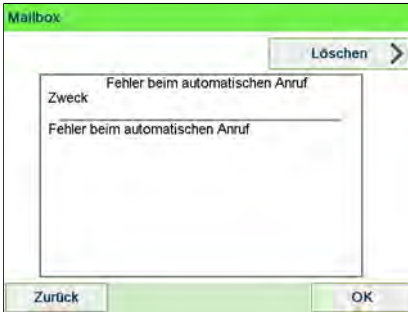 Mailbox
Löschen
Fehler beim automatischen Anruf
Zweck
Fehler beim automatischen Anruf
Zurück
OK